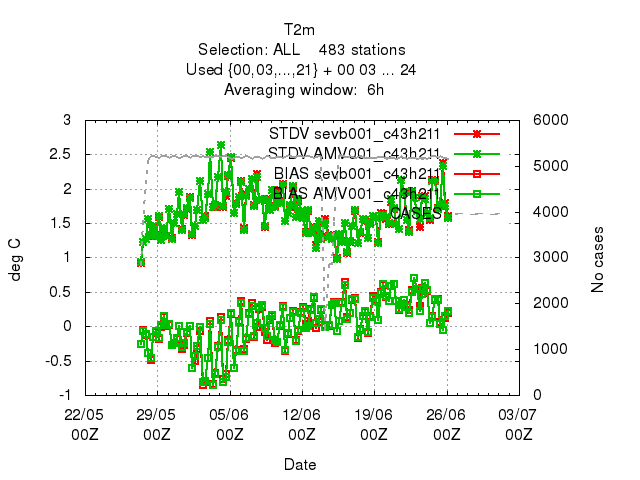 T2m
Selection: ALL    483 stations
Used {00,03,...,21} + 00 03 ... 24
Averaging window:  6h
3
2.5
2
1.5
1
0.5
0
-0.5
-1
deg C
6000
5000
4000
3000
2000
1000
0
No cases
STDV sevb001_c43h211
STDV AMV001_c43h211
BIAS sevb001_c43h211
BIAS AMV001_c43h211
CASES
22/05 29/05 05/06 12/06 19/06 26/06 03/07
00Z 00Z 00Z 00Z 00Z 00Z 00Z
Date